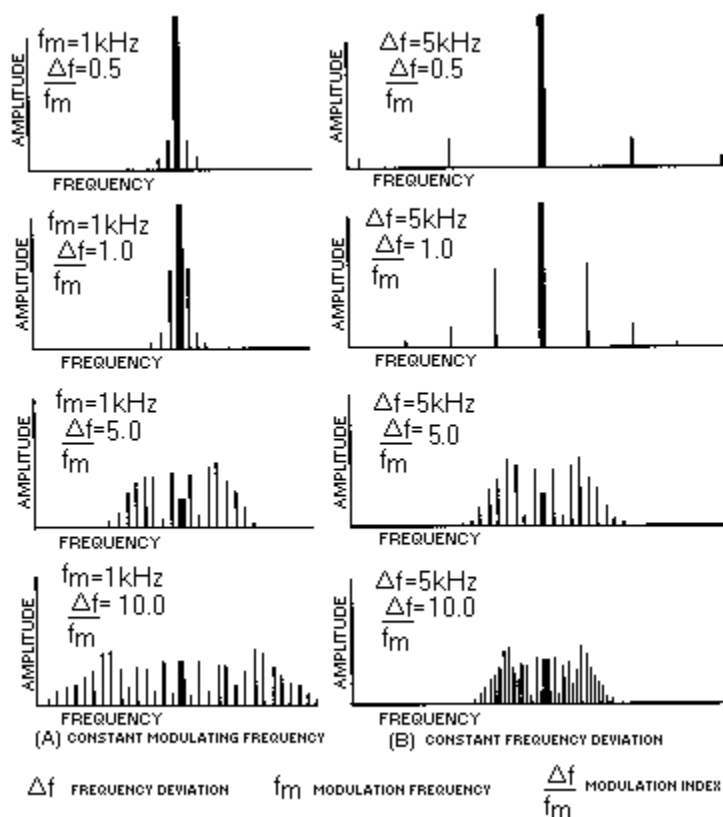 AMPLITUDE
fm=1kHz
Δf=0.5
fm
FREQUENCY
AMPLITUDE
Δf=5kHz
Δf=0.5
fm
FREQUENCY
AMPLITUDE
fm=1kHz
Δf=1.0
fm
FREQUENCY
AMPLITUDE
Δf=5kHz
Δf= 1.0
fm
FREQUENCY
AMPLITUDE
fm=1kHz
Δf=5.0
fm
FREQUENCY
AMPLITUDE
Δf=5kHz
Δf= 5.0
fm
FREQUENCY
AMPLITUDE
fm=1kHz
Δf= 10.0
fm
FREQUENCY
AMPLITUDE
Δf=5kHz
Δf= 10.0
fm
FREQUENCY
(A) CONSTANT MODULATING FREQUENCY
(B) CONSTANT FREQUENCY DEVIATION
Δf FREQUENCY DEVIATION
fm MODULATION FREQUENCY
Δf
fm MODULATION INDEX